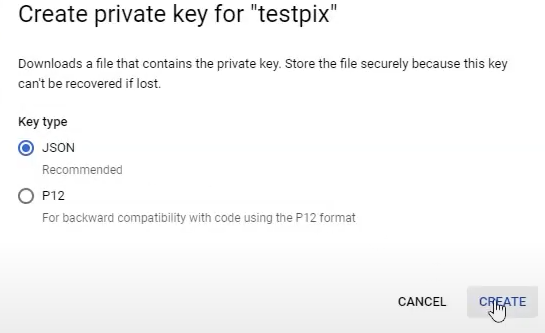 Create private key for "testpix"
Downloads a file that contains the private key. Store the file securely because this key
can't be recovered if lost.
Key type
JSON
Recommended
P12
For backward compatibility with code using the P12 format
CANCEL
CREATE